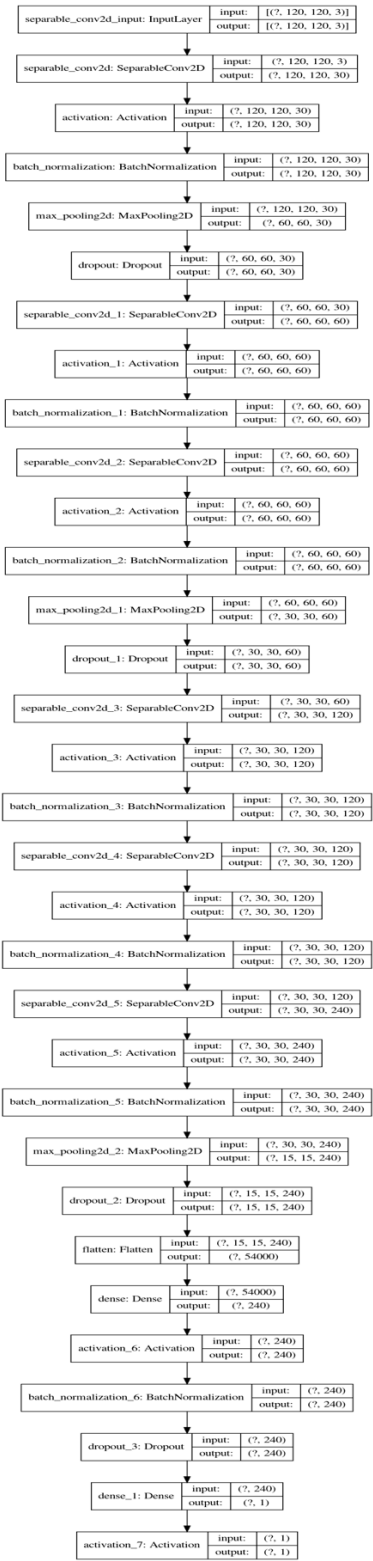 separable_conv2d_input: InputLayer input: [(?, 120, 120, 3)]
output: [(?, 120, 120, 3)]
separable_conv2d: SeparableConv2D input: (?, 120, 120, 3)
output: (?, 120, 120, 30)
activation: Activation input: (?, 120, 120, 30)
output: (?, 120, 120, 30)
batch_normalization: BatchNormalization input: (?, 120, 120, 30)
output: (?, 120, 120, 30)
max_pooling2d: MaxPooling2D input: (?, 120, 120, 30)
output: (?, 60, 60, 30)
dropout: Dropout input: (?, 60, 60, 30)
output: (?, 60, 60, 30)
separable_conv2d_1: SeparableConv2D input: (?, 60, 60, 30)
output: (?, 60, 60, 60)
activation_1: Activation input: (?, 60, 60, 60)
output: (?, 60, 60, 60)
batch_normalization_1: BatchNormalization input: (?, 60, 60, 60)
output: (?, 60, 60, 60)
separable_conv2d_2: SeparableConv2D input: (?, 60, 60, 60)
output: (?, 60, 60, 60)
activation_2: Activation input: (?, 60, 60, 60)
output: (?, 60, 60, 60)
batch_normalization_2: BatchNormalization input: (?, 60, 60, 60)
output: (?, 60, 60, 60)
max_pooling2d_1: MaxPooling2D input: (?, 60, 60, 60)
output: (?, 30, 30, 60)
dropout_1: Dropout input: (?, 30, 30, 60)
output: (?, 30, 30, 60)
separable_conv2d_3: SeparableConv2D input: (?, 30, 30, 60)
output: (?, 30, 30, 120)
activation_3: Activation input: (?, 30, 30, 120)
output: (?, 30, 30, 120)
batch_normalization_3: BatchNormalization input: (?, 30, 30, 120)
output: (?, 30, 30, 120)
separable_conv2d_4: SeparableConv2D input: (?, 30, 30, 120)
output: (?, 30, 30, 120)
activation_4: Activation input: (?, 30, 30, 120)
output: (?, 30, 30, 120)
batch_normalization_4: BatchNormalization input: (?, 30, 30, 120)
output: (?, 30, 30, 120)
separable_conv2d_5: SeparableConv2D input: (?, 30, 30, 120)
output: (?, 30, 30, 240)
activation_5: Activation input: (?, 30, 30, 240)
output: (?, 30, 30, 240)
batch_normalization_5: BatchNormalization input: (?, 30, 30, 240)
output: (?, 30, 30, 240)
max_pooling2d_2: MaxPooling2D input: (?, 30, 30, 240)
output: (?, 15, 15, 240)
dropout_2: Dropout input: (?, 15, 15, 240)
output: (?, 15, 15, 240)
flatten: Flatten input: (?, 15, 15, 240)
output: (?, 54000)
dense: Dense input: (?, 54000)
output: (?, 240)
activation_6: Activation input: (?, 240)
output: (?, 240)
batch_normalization_6: BatchNormalization input: (?, 240)
output: (?, 240)
dropout_3: Dropout input: (?, 240)
output: (?, 240)
dense_1: Dense input: (?, 240)
output: (?, 1)
activation_7: Activation input: (?, 1)
output: (?, 1)